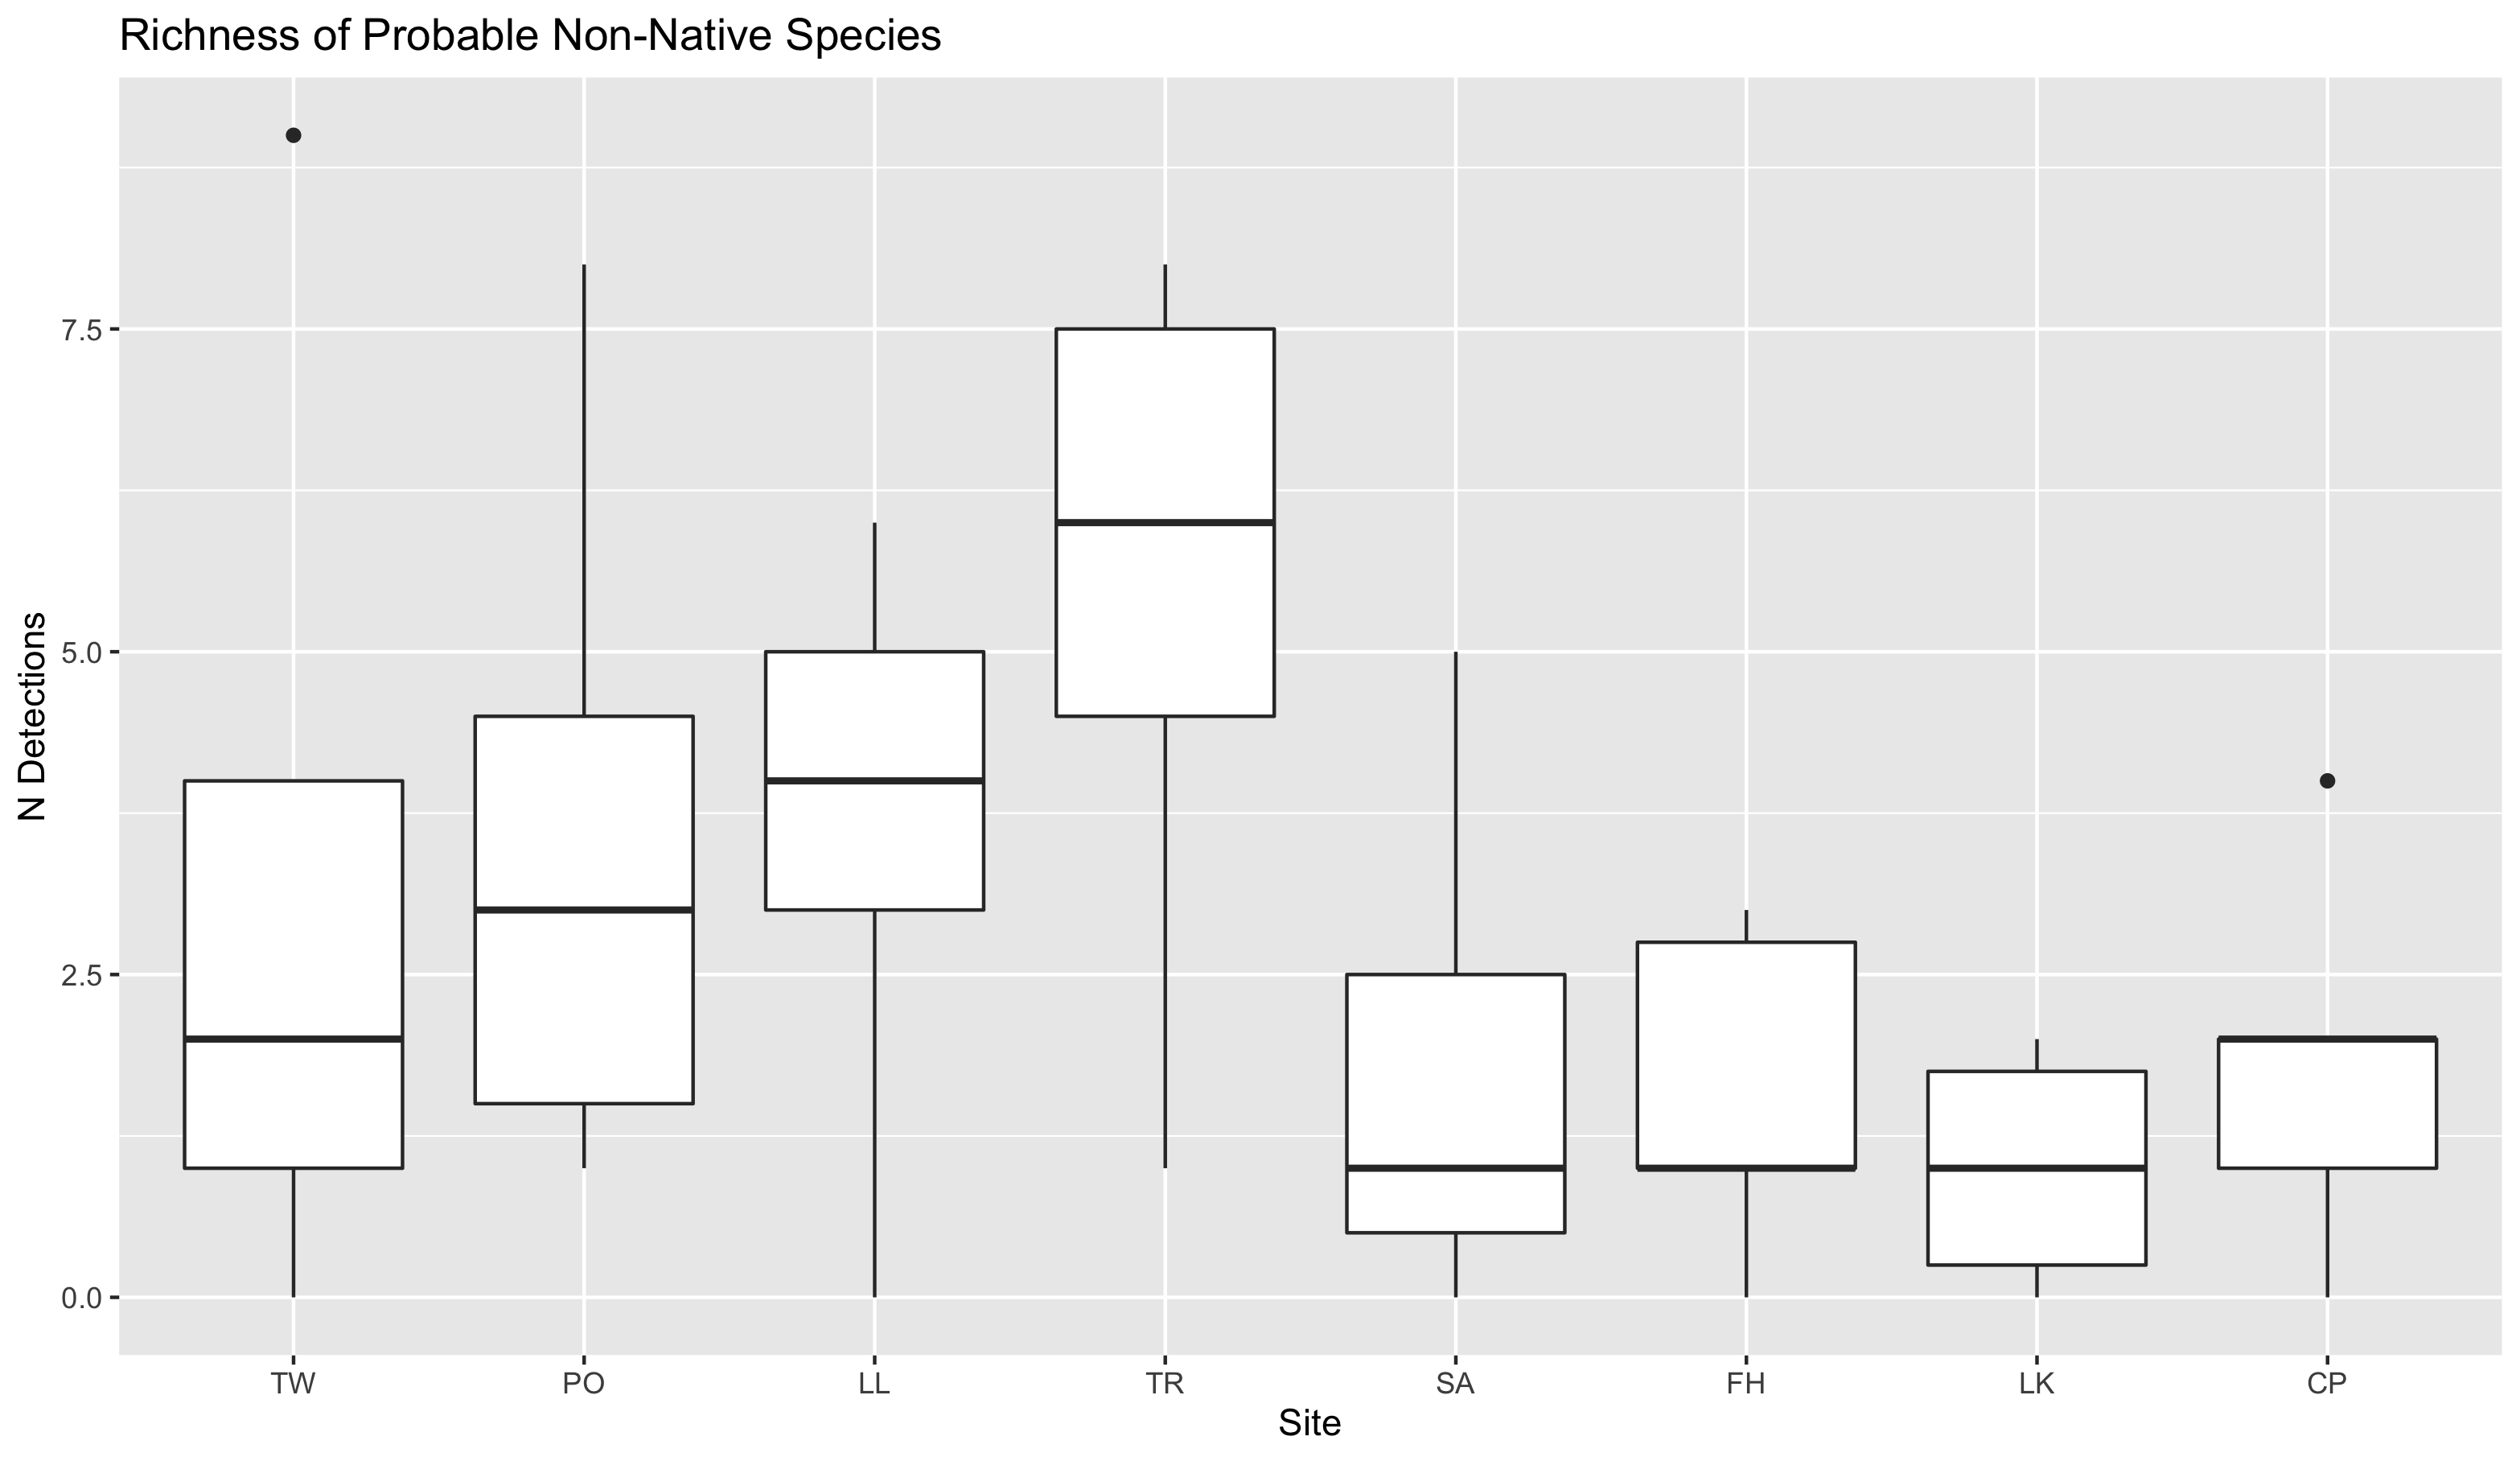 Richness of Probable Non-Native Species
N Detections
7.5
5.0
2.5
0.0
TW PO LL TR SA FH LK CP
Site